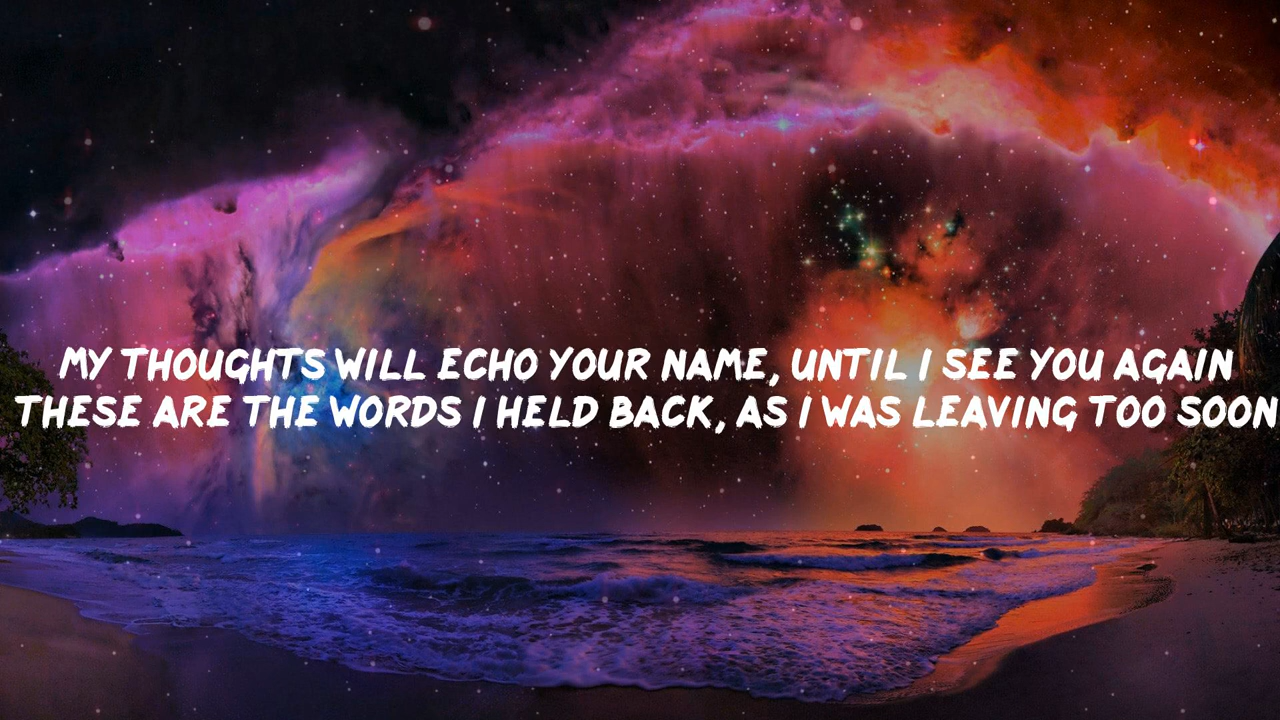 MY THOUGHTS WILL ECHO YOUR NAME, UNTIL I SEE YOU AGAIN
THESE ARE THE WORDS I HELD BACK, AS I WAS LEAVING TOO SOON